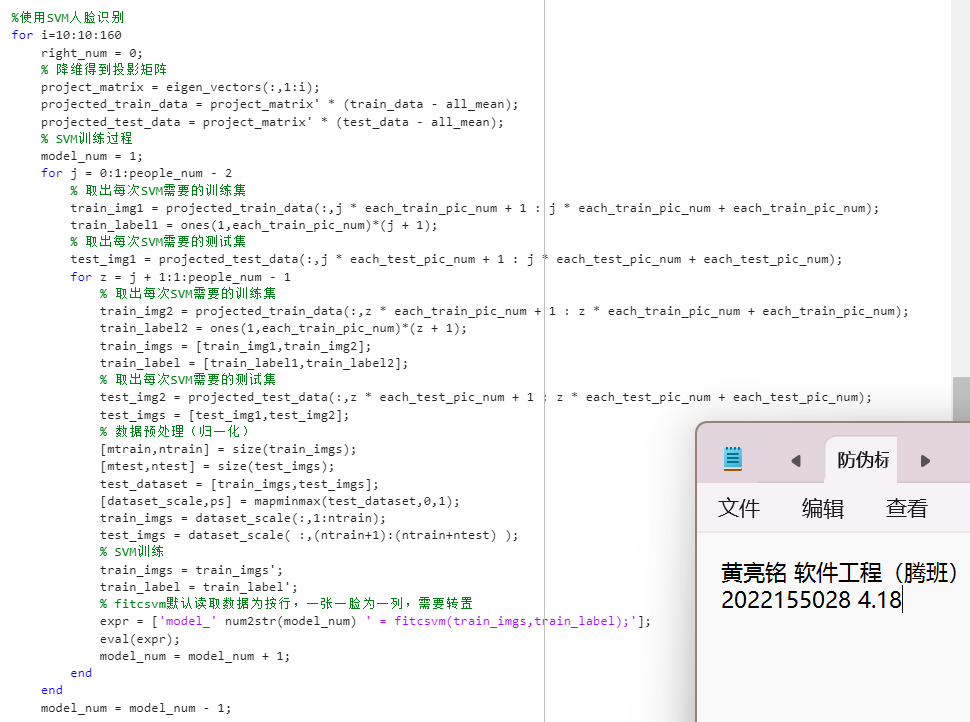 %使用SVM人脸识别
for i=10:10:160
    right_num = 0;
    % 降维得到投影矩阵
    project_matrix = eigen_vectors(:,1:i);
    projected_train_data = project_matrix' * (train_data - all_mean);
    projected_test_data = project_matrix' * (test_data - all_mean);
    % SVM训练过程
    model_num = 1;
    for j = 0:1:people_num - 2
        % 取出每次SVM需要的训练集
        train_img1 = projected_train_data(:,j * each_train_pic_num + 1 : j * each_train_pic_num + each_train_pic_num);
        train_label1 = ones(1,each_train_pic_num)*(j + 1);
        % 取出每次SVM需要的测试集
        test_img1 = projected_test_data(:,j * each_test_pic_num + 1 : j * each_test_pic_num + each_test_pic_num);
        for z = j + 1:1:people_num - 1
            % 取出每次SVM需要的训练集
            train_img2 = projected_train_data(:,z * each_train_pic_num + 1 : z * each_train_pic_num + each_train_pic_num);
            train_label2 = ones(1,each_train_pic_num)*(z + 1);
            train_imgs = [train_img1,train_img2];
            train_label = [train_label1,train_label2];
            % 取出每次SVM需要的测试集
            test_img2 = projected_test_data(:,z * each_test_pic_num + 1 : z * each_test_pic_num + each_test_pic_num);
            test_imgs = [test_img1,test_img2];
            % 数据预处理（归一化）
            [mtrain,ntrain] = size(train_imgs);
            [mtest,ntest] = size(test_imgs);
            test_dataset = [train_imgs,test_imgs];
            [dataset_scale,ps] = mapminmax(test_dataset,0,1);
            train_imgs = dataset_scale(:,1:ntrain);
            test_imgs = dataset_scale( :,(ntrain+1):(ntrain+ntest) );
            % SVM训练
            train_imgs = train_imgs';
            train_label = train_label';
            % fitcsvm默认读取数据为按行，一张一脸为一列，需要转置
            expr = ['model_' num2str(model_num) ' = fitcsvm(train_imgs,train_label);'];
            eval(expr);
            model_num = model_num + 1;
        end
    end
    model_num = model_num - 1;
防伪标
文件 编辑 查看
黄亮铭 软件工程（腾班）
2022155028 4.18